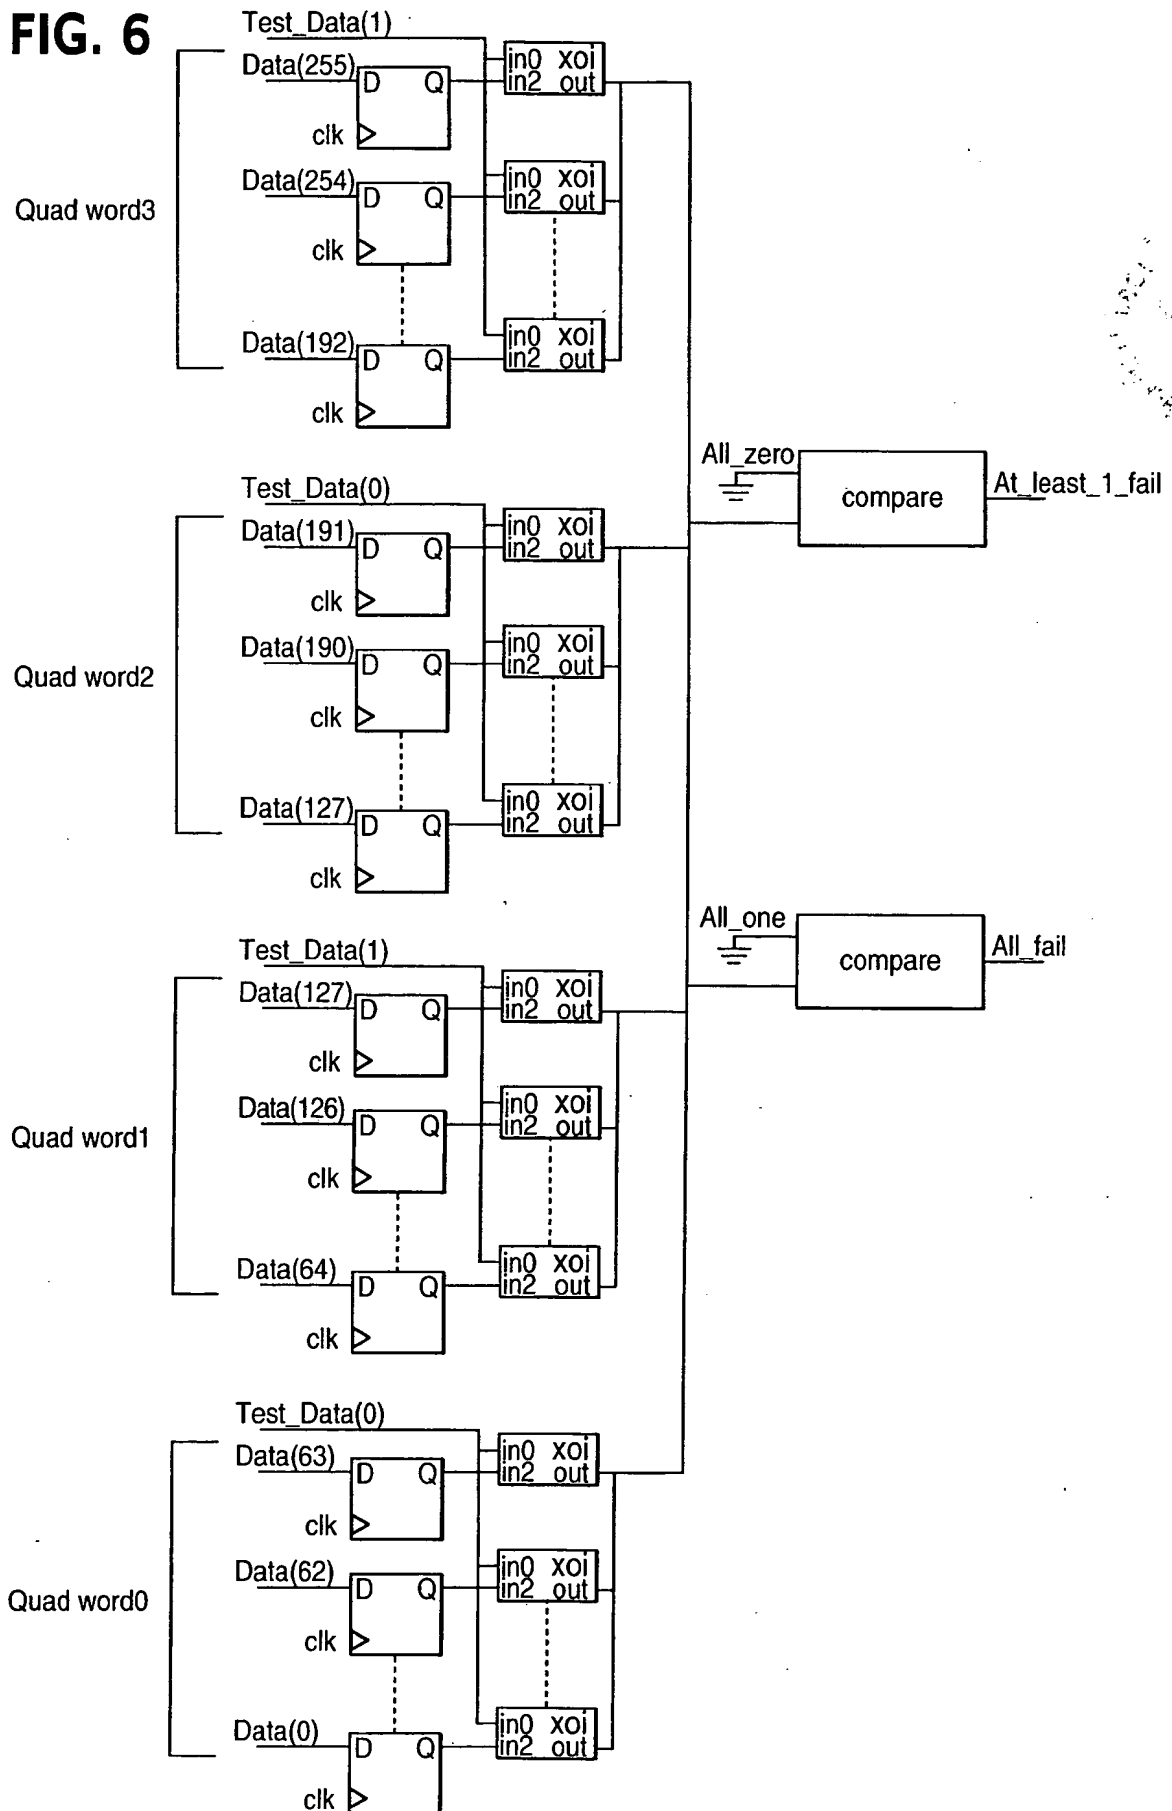 FIG. 6
Test_Data(1)
Data(255)
D Q
clk
in0 xoi
in2 out
Data(254)
D Q
clk
in0 xoi
in2 out
Quad word3
Data(192)
D Q
clk
in0 xoi
in2 out
All_zero
compare
At_least_1_fail
Test_Data(0)
Data(191)
D Q
clk
in0 xoi
in2 out
Data(190)
D Q
clk
in0 xoi
in2 out
Quad word2
Data(127)
D Q
clk
in0 xoi
in2 out
All_one
compare
All_fail
Test_Data(1)
Data(127)
D Q
clk
in0 xoi
in2 out
Data(126)
D Q
clk
in0 xoi
in2 out
Quad word1
Data(64)
D Q
clk
in0 xoi
in2 out
Test_Data(0)
Data(63)
D Q
clk
in0 xoi
in2 out
Data(62)
D Q
clk
in0 xoi
in2 out
Quad word0
Data(0)
D Q
clk
in0 xoi
in2 out